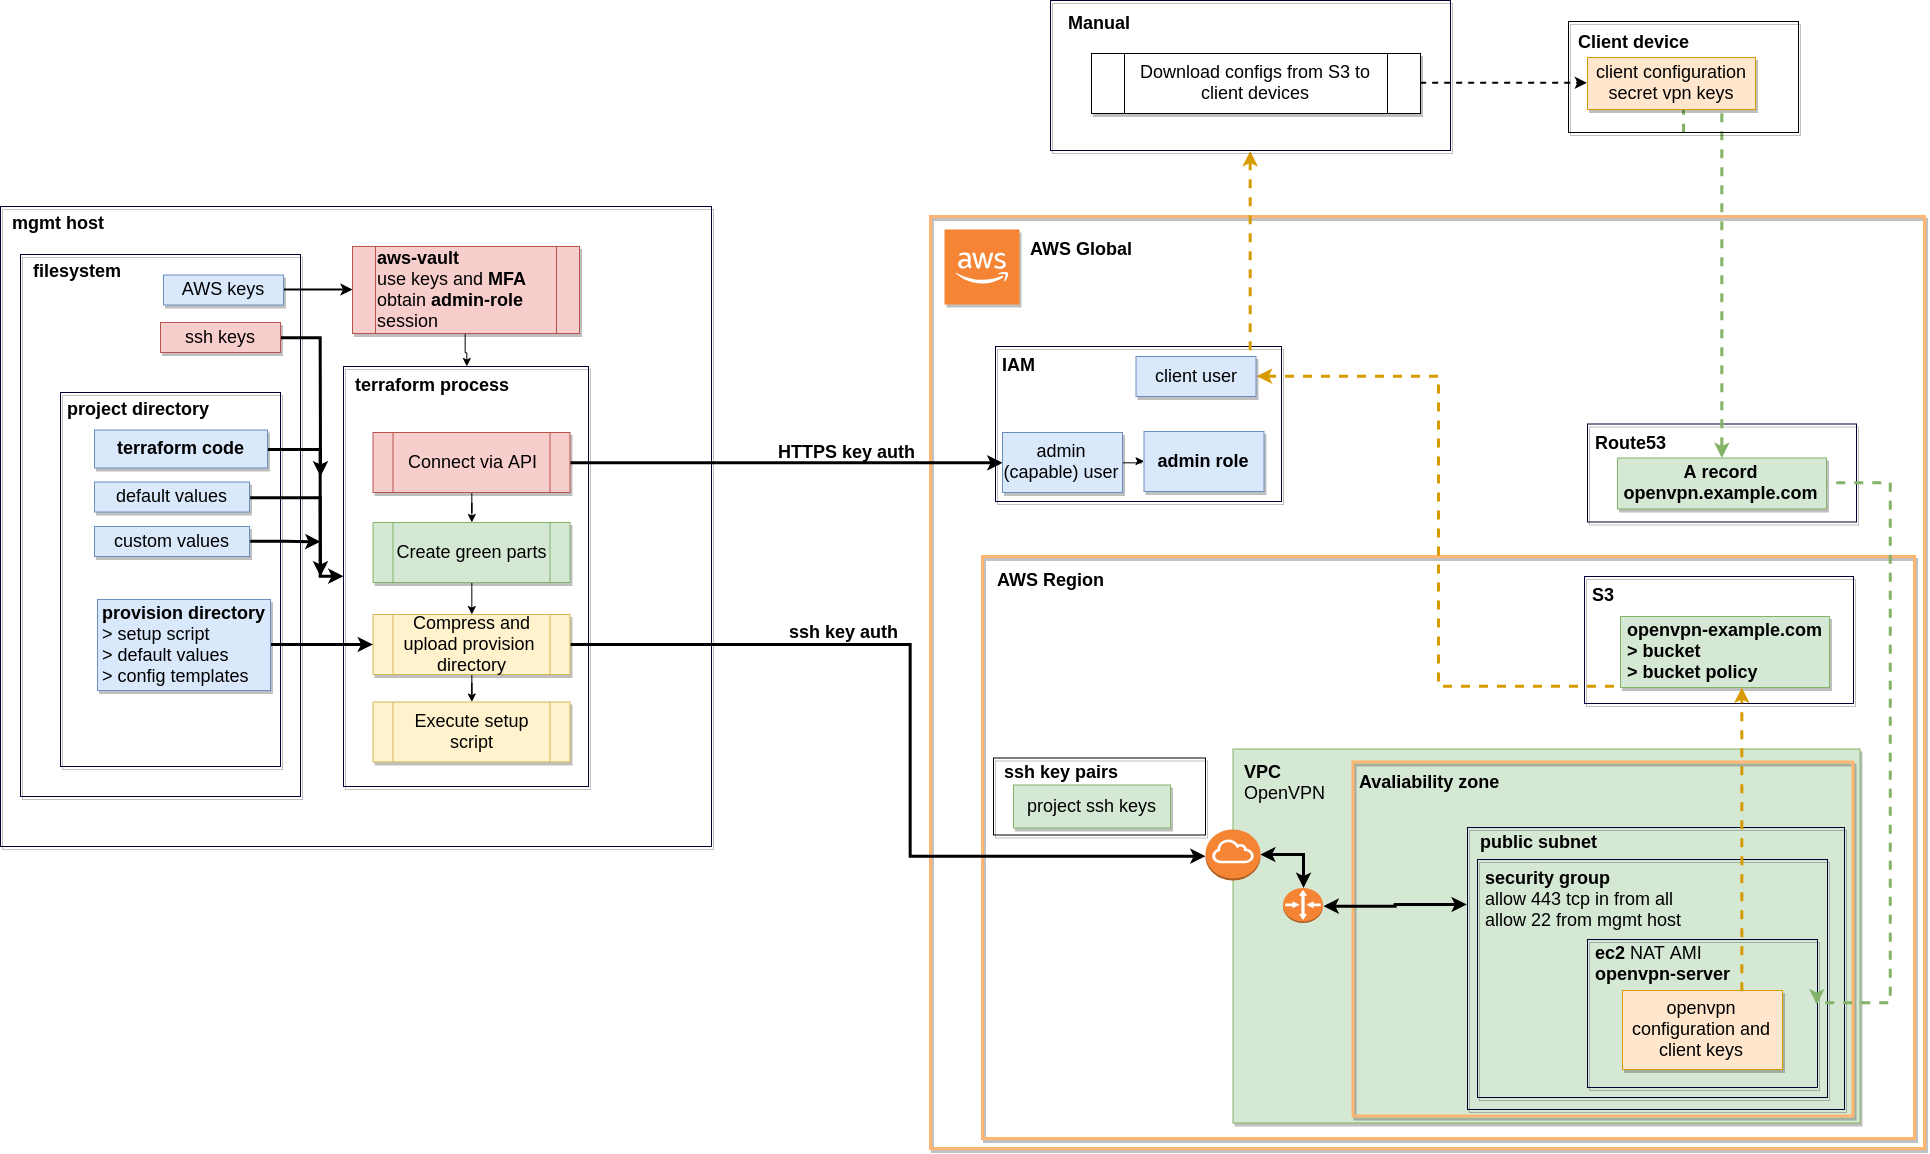 Manual
Download configs from S3 to
client devices
Client device
client configuration
secret vpn keys
mgmt host
filesystem
AWS keys
ssh keys
aws-vault
use keys and MFA
obtain admin-role
session
project directory
terraform code
default values
custom values
provision directory
> setup script
> default values
> config templates
terraform process
Connect via API
Create green parts
Compress and
upload provision
directory
Execute setup
script
HTTPS key auth
ssh key auth
aws
AWS Global
IAM
client user
admin
(capable) user
admin role
Route53
A record
openvpn.example.com
AWS Region
S3
openvpn-example.com
> bucket
> bucket policy
ssh key pairs
project ssh keys
VPC
OpenVPN
Avaliability zone
public subnet
security group
allow 443 tcp in from all
allow 22 from mgmt host
ec2 NAT AMI
openvpn-server
openvpn
configuration and
client keys